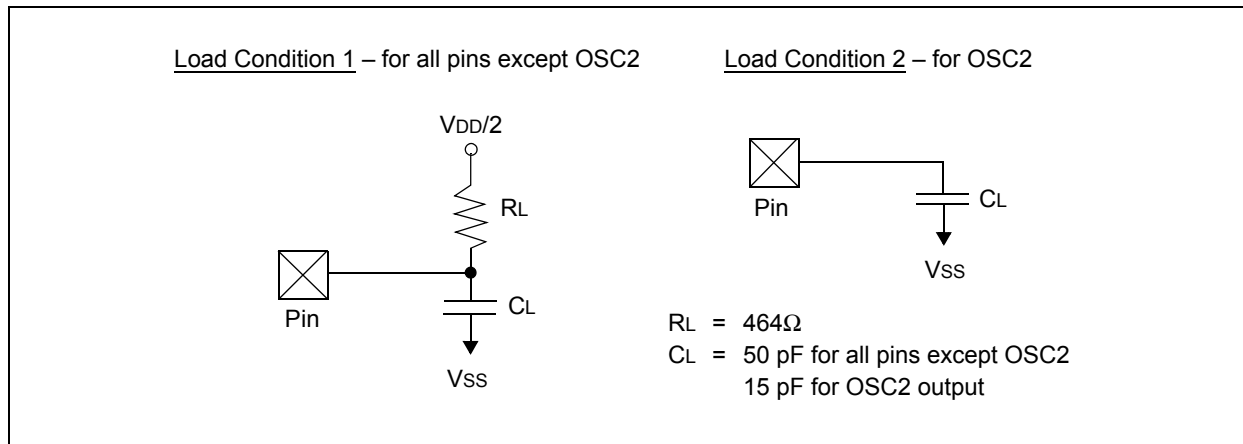 Load Condition 1 – for all pins except OSC2
Load Condition 2 – for OSC2
VDD/2
RL
Pin
CL
VSS
Pin
CL
VSS
RL = 464Ω
CL = 50 pF for all pins except OSC2
15 pF for OSC2 output